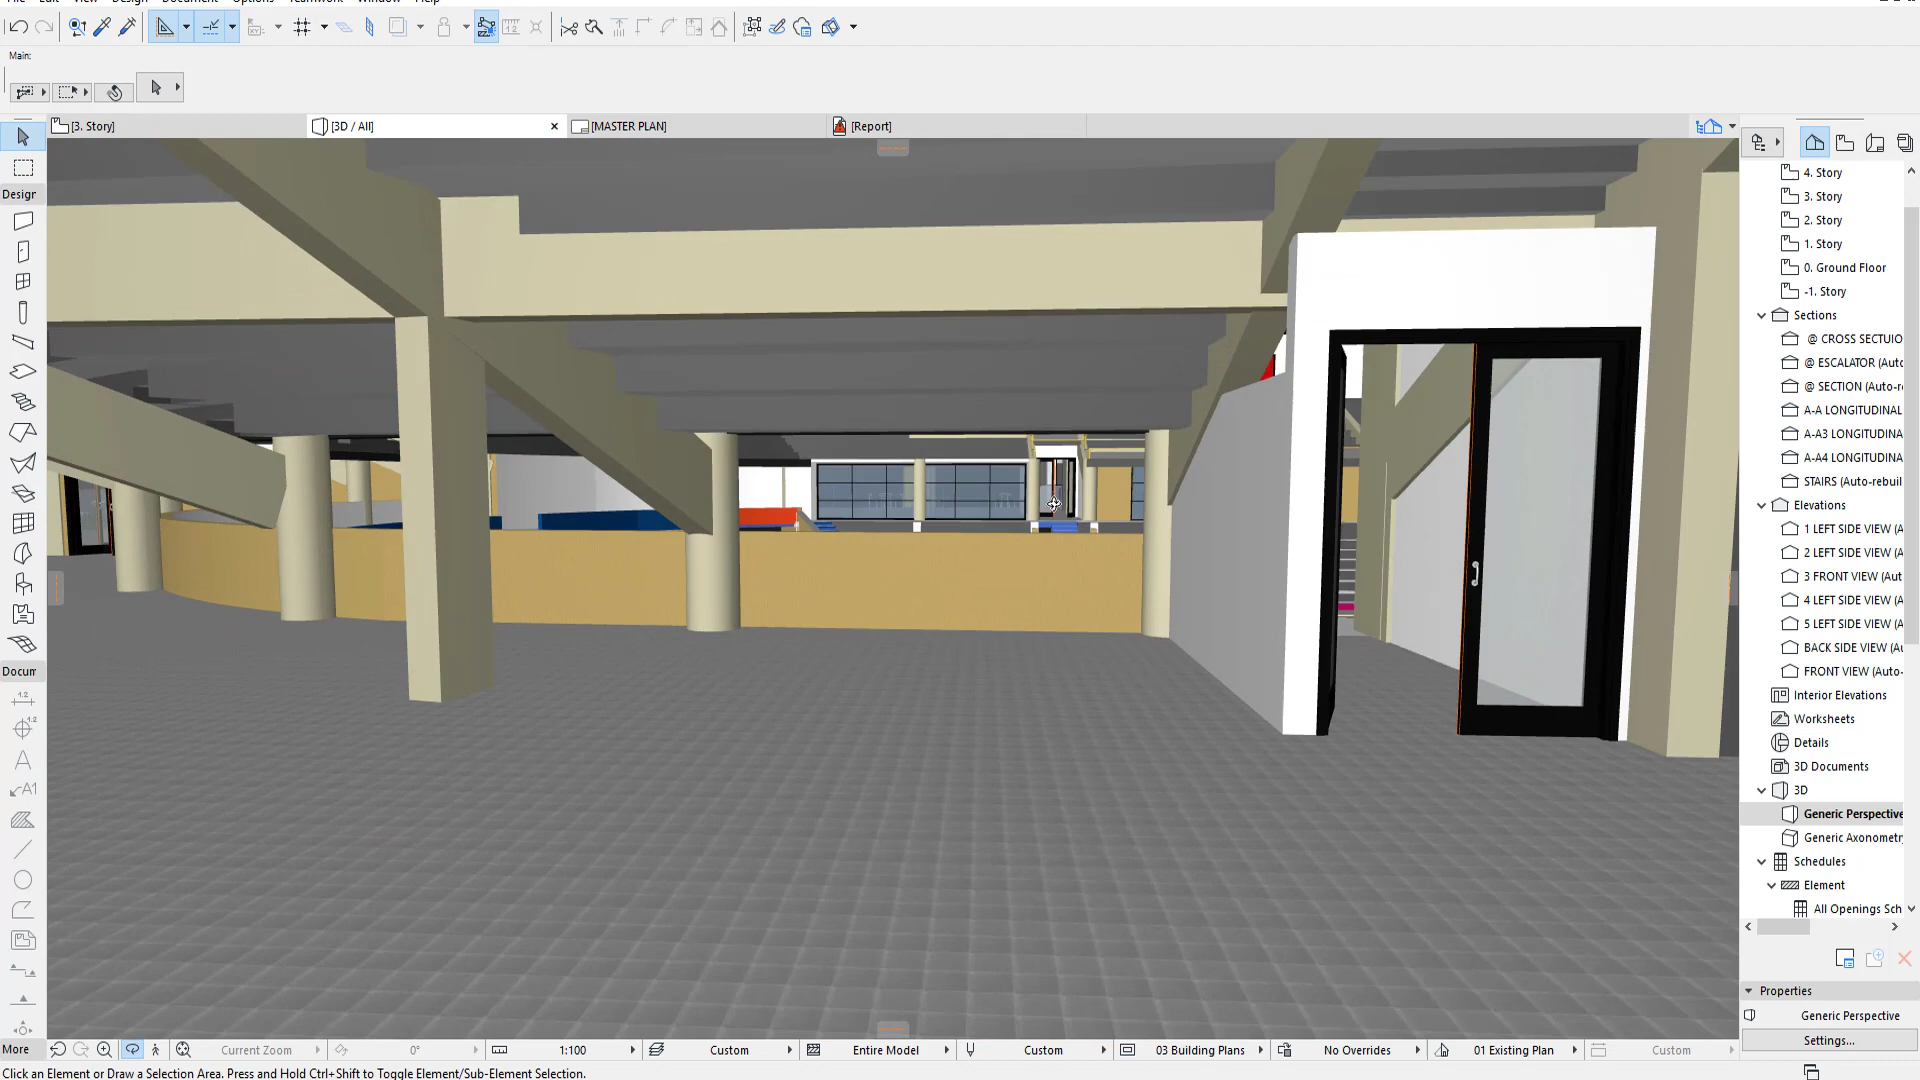 Main:
[3. Story]
[3D / All]
[MASTER PLAN]
[Report]
Design
Docum
1.2
1.2
A
A1
More
4. Story
3. Story
2. Story
1. Story
0. Ground Floor
-1. Story
Sections
@ CROSS SECTUIO
@ ESCALATOR (Auto
@ SECTION (Auto-re
A-A LONGITUDINAL
A-A3 LONGITUDINA
A-A4 LONGITUDINA
STAIRS (Auto-rebuil
Elevations
1 LEFT SIDE VIEW (A
2 LEFT SIDE VIEW (A
3 FRONT VIEW (Aut
4 LEFT SIDE VIEW (A
5 LEFT SIDE VIEW (A
BACK SIDE VIEW (A
FRONT VIEW (Auto-
Interior Elevations
Worksheets
Details
3D Documents
3D
Generic Perspective
Generic Axonometr
Schedules
Element
All Openings Sch
Properties
Generic Perspective
Settings...
Current Zoom
0°
1:100
Custom
Entire Model
Custom
03 Building Plans
No Overrides
01 Existing Plan
Custom
Click an Element or Draw a Selection Area. Press and Hold Ctrl+Shift to Toggle Element/Sub-Element Selection.